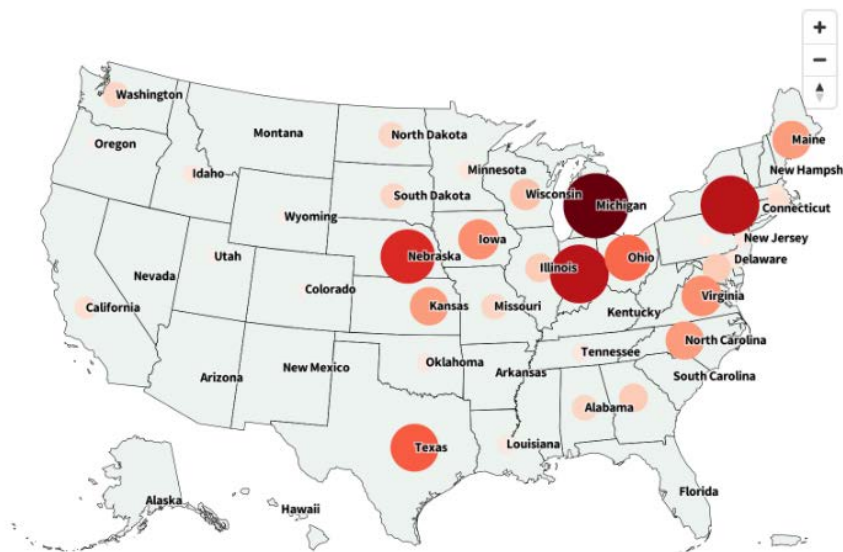 +
−
Washington
Montana
North Dakota
Maine
Oregon
Minnesota
New Hampsh
Idaho
Wisconsin
South Dakota
Michigan
Connecticut
Wyoming
Iowa
New Jersey
Nebraska
Utah
Ohio
Delaware
Illinois
Nevada
Colorado
Virginia
California
Kansas
Missouri
Kentucky
North Carolina
Tennessee
Oklahoma
New Mexico
Arkansas
Arizona
South Carolina
Alabama
Texas
Louisiana
Florida
Alaska
Hawaii